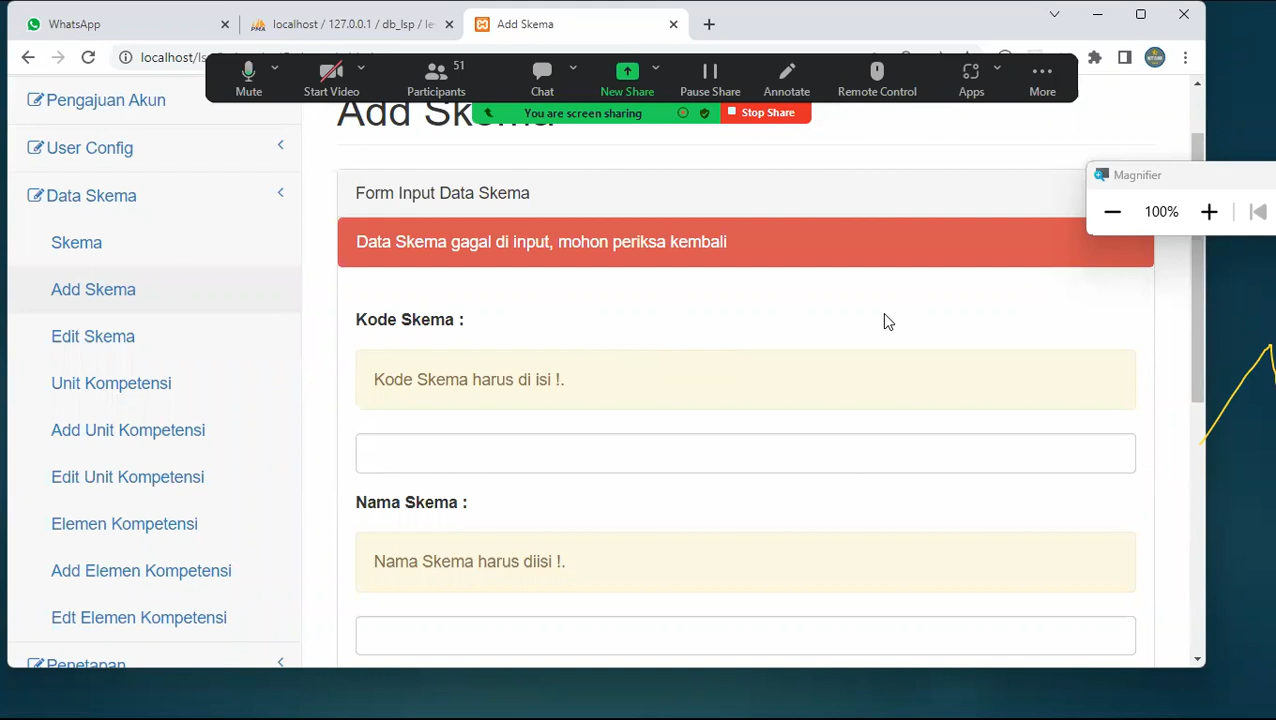 WhatsApp
localhost / 127.0.0.1 / db_lsp /
Add Skema
localhost/
Mute
Start Video
51
Participants
Chat
New Share
Pause Share
Annotate
Remote Control
Apps
More
You are screen sharing
Stop Share
Pengajuan Akun
User Config
Data Skema
Skema
Add Skema
Edit Skema
Unit Kompetensi
Add Unit Kompetensi
Edit Unit Kompetensi
Elemen Kompetensi
Add Elemen Kompetensi
Edt Elemen Kompetensi
Penetapan
Add Skema
Form Input Data Skema
Data Skema gagal di input, mohon periksa kembali
Kode Skema :
Kode Skema harus di isi !.
Nama Skema :
Nama Skema harus diisi !.
Magnifier
100%